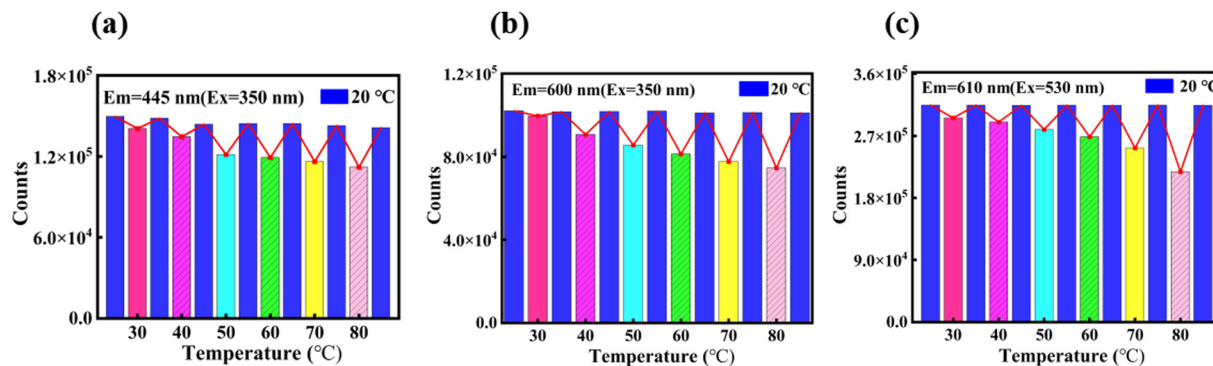 (a)
(b)
(c)
1.8×10⁵
1.2×10⁵
6.0×10⁴
0.0
Counts
Em=445 nm(Ex=350 nm)
20 °C
30 40 50 60 70 80
Temperature (°C)
1.2×10⁵
8.0×10⁴
4.0×10⁴
0.0
Counts
Em=600 nm(Ex=350 nm)
20 °C
30 40 50 60 70 80
Temperature (°C)
3.6×10⁵
2.7×10⁵
1.8×10⁵
9.0×10⁴
0.0
Counts
Em=610 nm(Ex=530 nm)
20 °C
30 40 50 60 70 80
Temperature (°C)